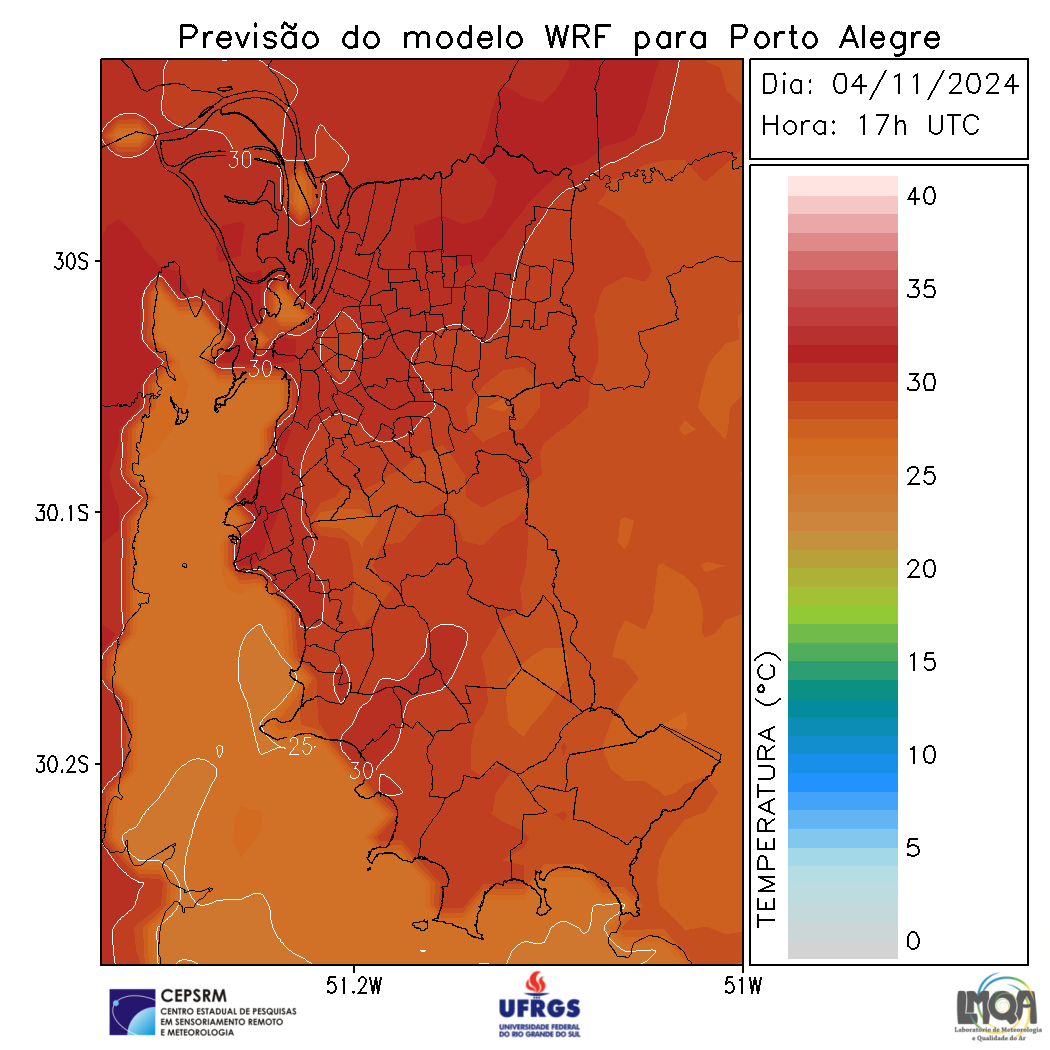 Previsão do modelo WRF para Porto Alegre
Dia: 04/11/2024
Hora: 17h UTC
30
30
25
30
30S
30.1S
30.2S
51.2W
51W
TEMPERATURA (°C)
40
35
30
25
20
15
10
5
0
CEPSRM
CENTRO ESTADUAL DE PESQUISAS
EM SENSORIAMENTO REMOTO
E METEOROLOGIA
UFRGS
UNIVERSIDADE FEDERAL
DO RIO GRANDE DO SUL
LMQA
Laboratório de Meteorologia
e Qualidade do Ar